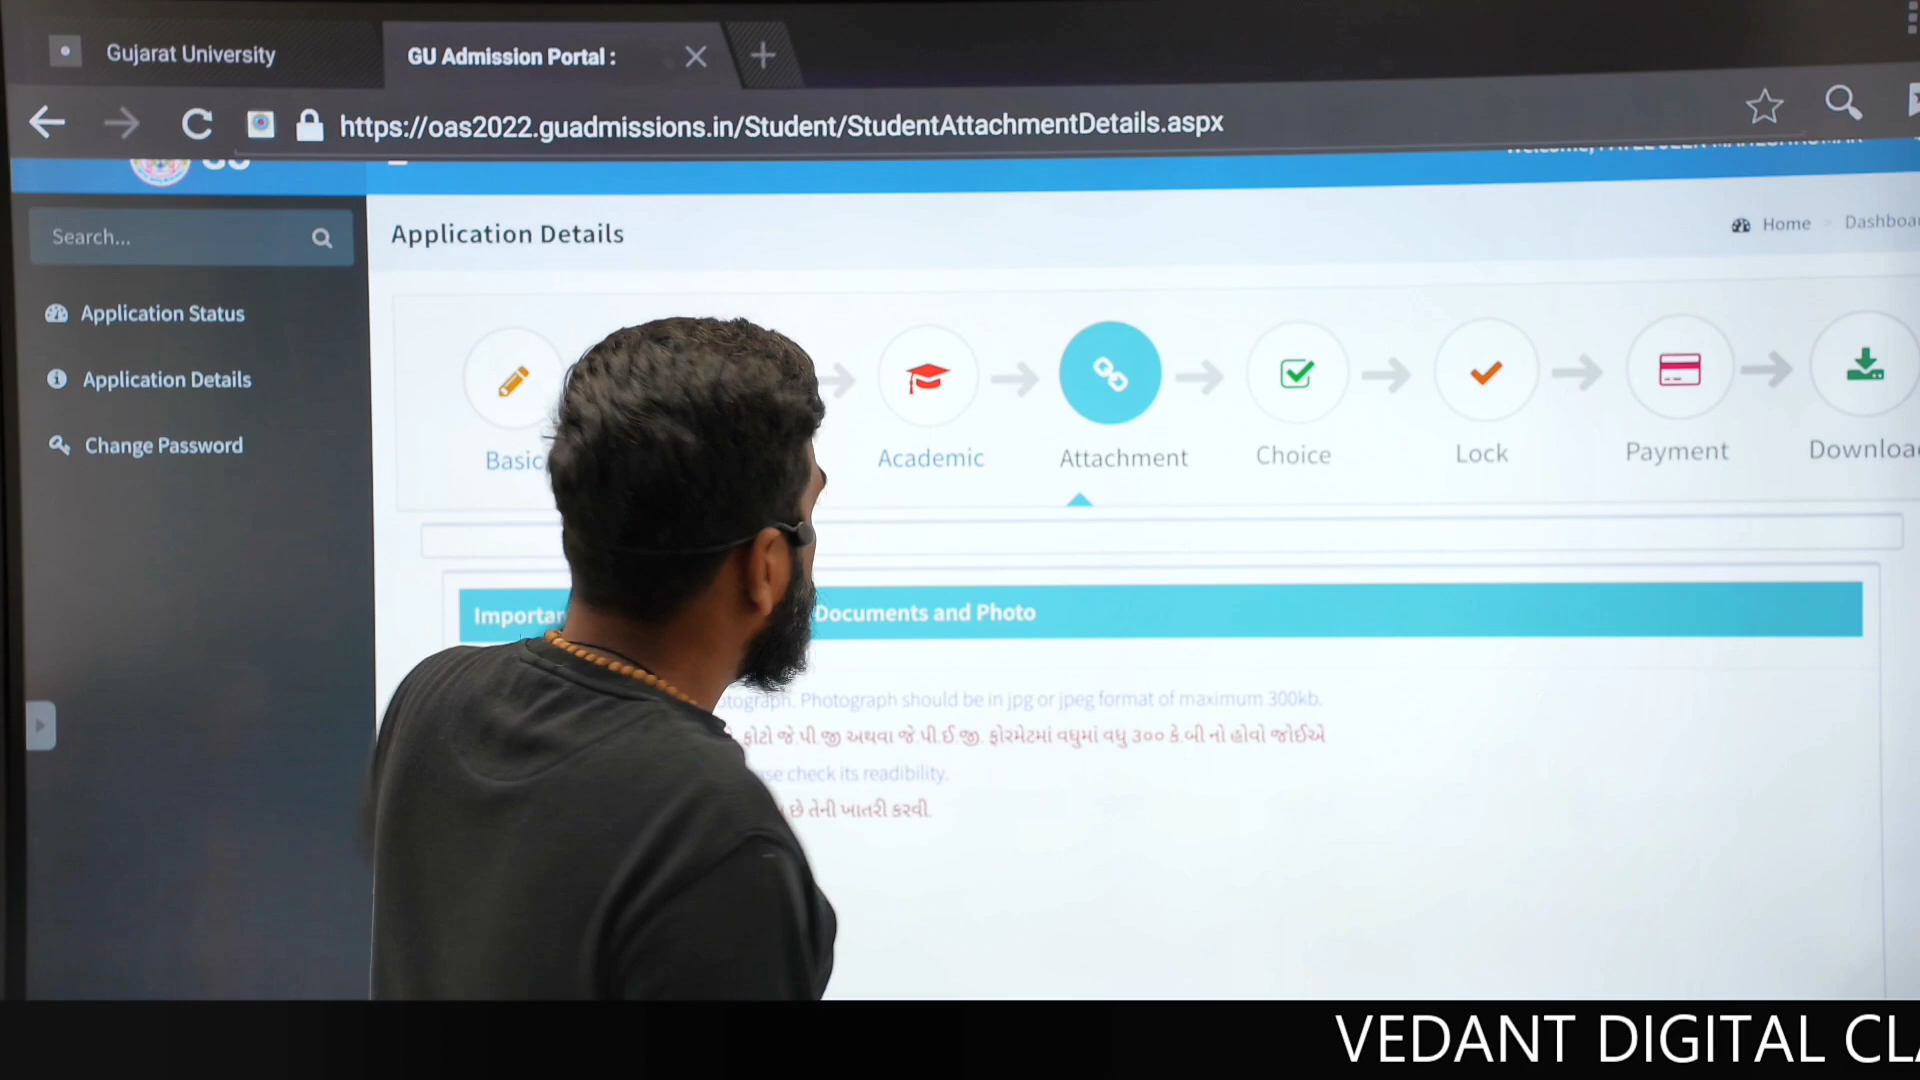 Gujarat University
GU Admission Portal :
https://oas2022.guadmissions.in/Student/StudentAttachmentDetails.aspx
Search...
Application Details
Home
Application Status
Application Details
Change Password
Basic
Academic
Attachment
Choice
Lock
Payment
Documents and Photo
Photograph should be in jpg or jpeg format of maximum 300kb.
ફોટો જે.પી.જી અથવા જે.પી.ઈ.જી. ફોરમેટમાં વધુમાં વધુ ૩૦૦ કે.બી નો હોવો જોઈએ
check its readibility.
છે તેની ખાતરી કરવી.
VEDANT DIGITAL